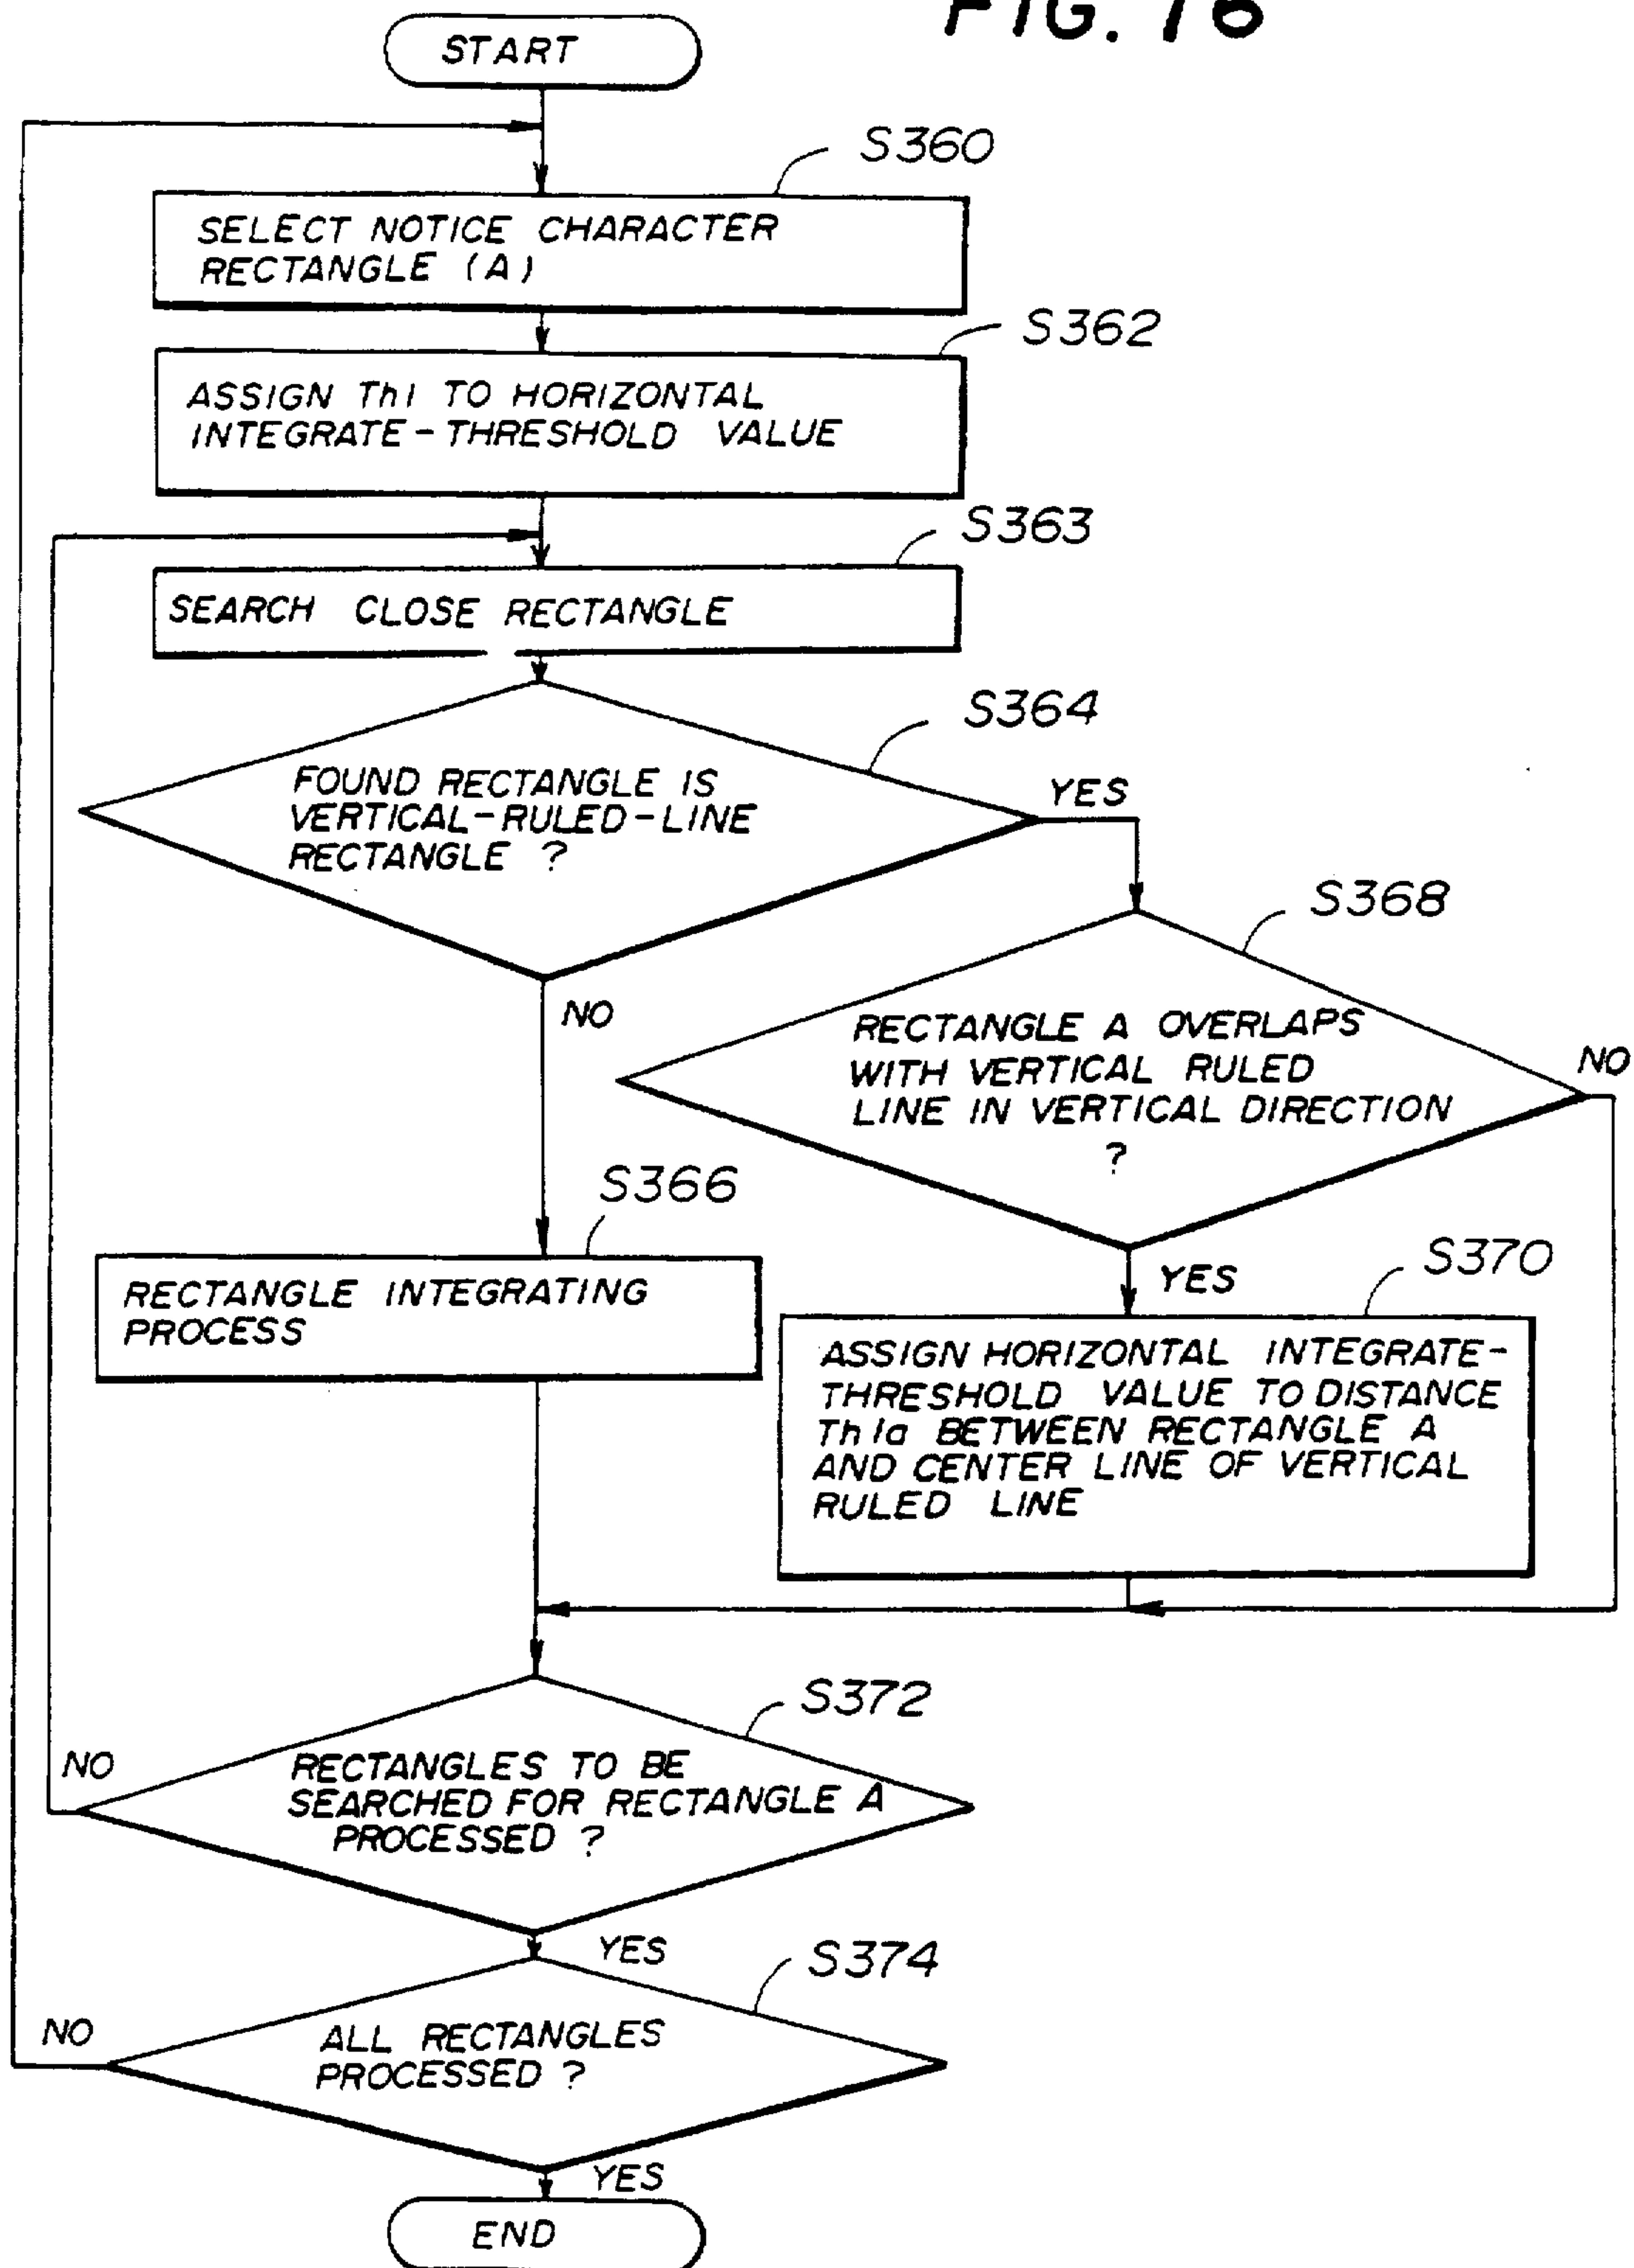 FIG. 16
START
S360
SELECT NOTICE CHARACTER
RECTANGLE (A)
S362
ASSIGN Th1 TO HORIZONTAL
INTEGRATE-THRESHOLD VALUE
S363
SEARCH CLOSE RECTANGLE
S364
FOUND RECTANGLE IS
VERTICAL-RULED-LINE
RECTANGLE ?
YES
NO
S368
RECTANGLE A OVERLAPS
WITH VERTICAL RULED
LINE IN VERTICAL DIRECTION
?
NO
YES
S366
RECTANGLE INTEGRATING
PROCESS
S370
ASSIGN HORIZONTAL INTEGRATE-
THRESHOLD VALUE TO DISTANCE
Th1a BETWEEN RECTANGLE A
AND CENTER LINE OF VERTICAL
RULED LINE
S372
RECTANGLES TO BE
SEARCHED FOR RECTANGLE A
PROCESSED ?
NO
YES
S374
ALL RECTANGLES
PROCESSED ?
NO
YES
END